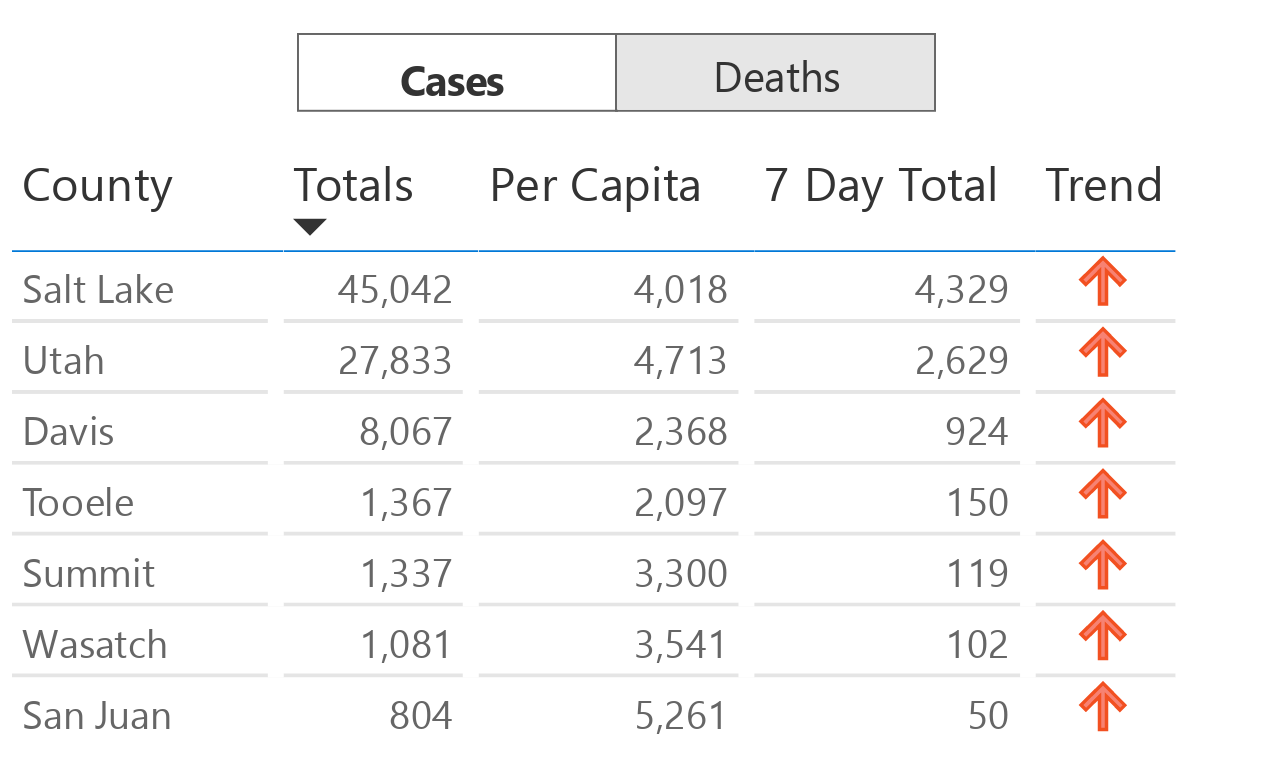 Cases Deaths
County Totals Per Capita 7 Day Total Trend
Salt Lake 45,042 4,018 4,329
Utah 27,833 4,713 2,629
Davis 8,067 2,368 924
Tooele 1,367 2,097 150
Summit 1,337 3,300 119
Wasatch 1,081 3,541 102
San Juan 804 5,261 50